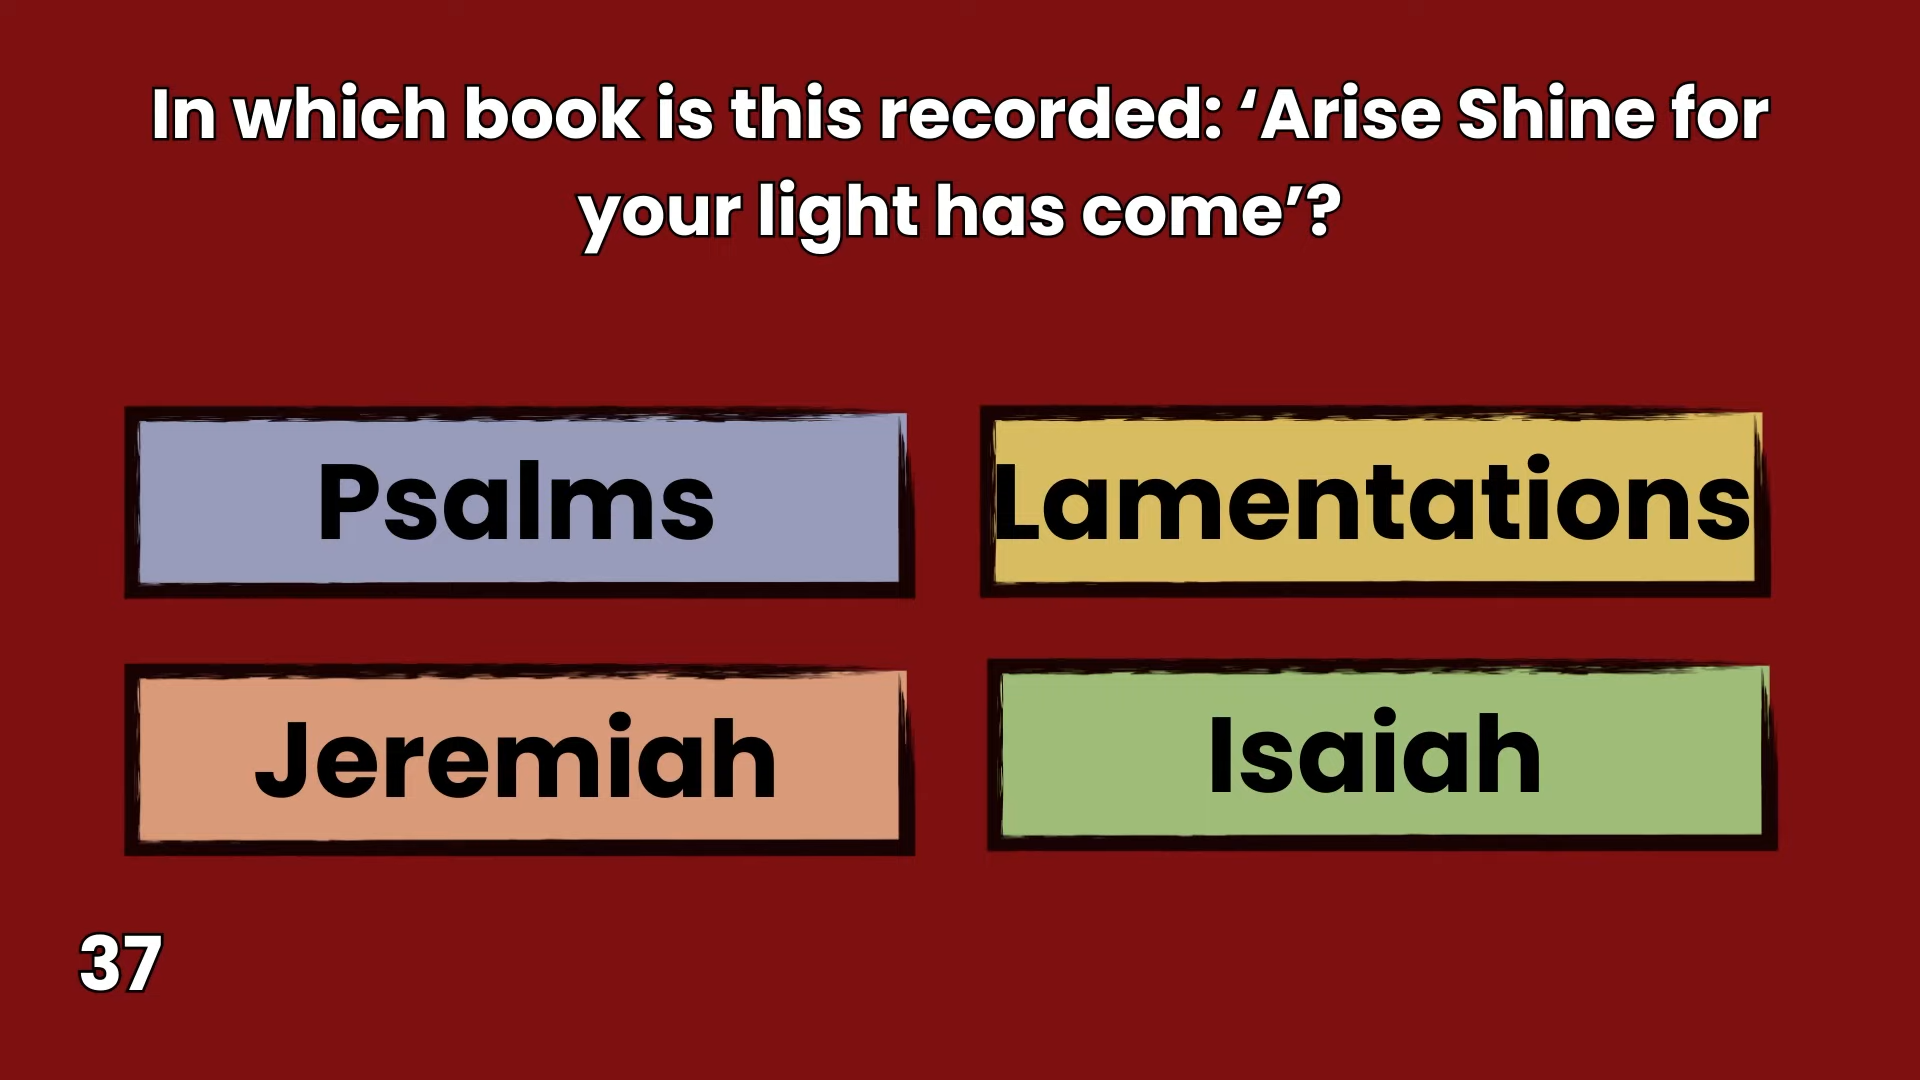 In which book is this recorded: ‘Arise Shine for
your light has come’?
Psalms
Lamentations
Jeremiah
Isaiah
37